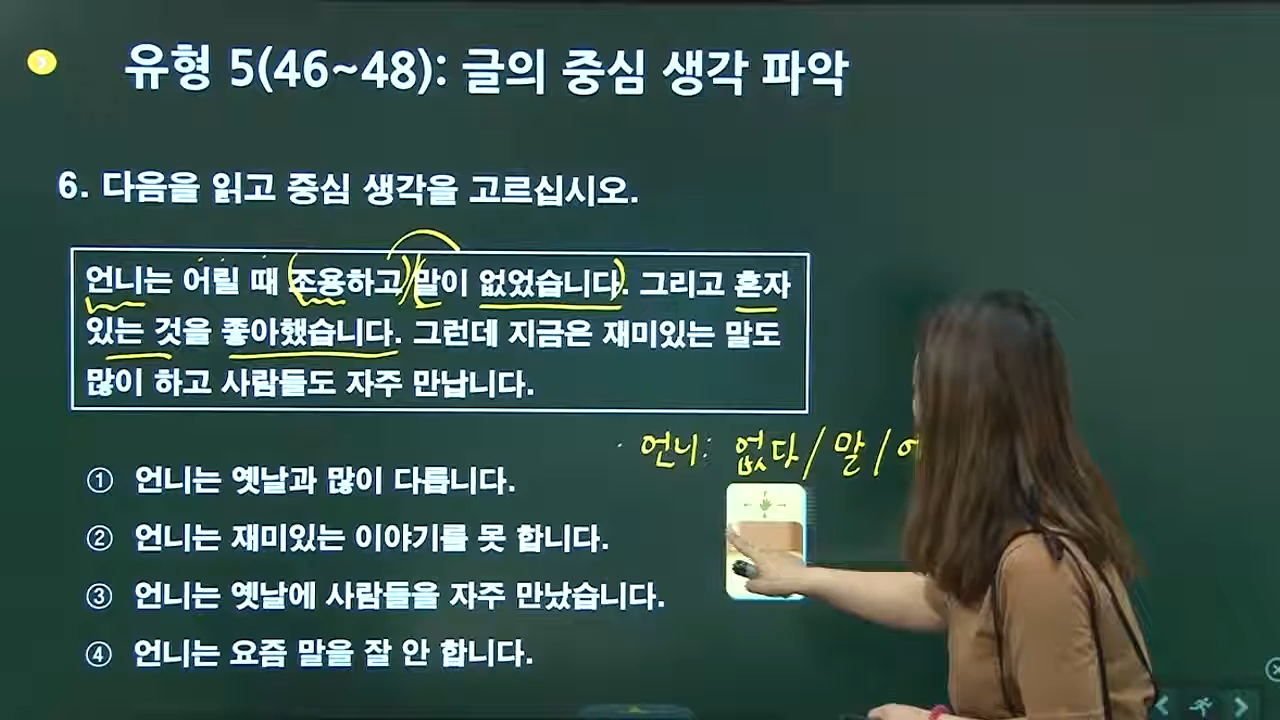 유형 5(46~48): 글의 중심 생각 파악
6. 다음을 읽고 중심 생각을 고르십시오.
언니는 어릴 때 조용하고 말이 없었습니다. 그리고 혼자
있는 것을 좋아했습니다. 그런데 지금은 재미있는 말도
많이 하고 사람들도 자주 만납니다.
언니: 없다 / 말 /
① 언니는 옛날과 많이 다릅니다.
② 언니는 재미있는 이야기를 못 합니다.
③ 언니는 옛날에 사람들을 자주 만났습니다.
④ 언니는 요즘 말을 잘 안 합니다.